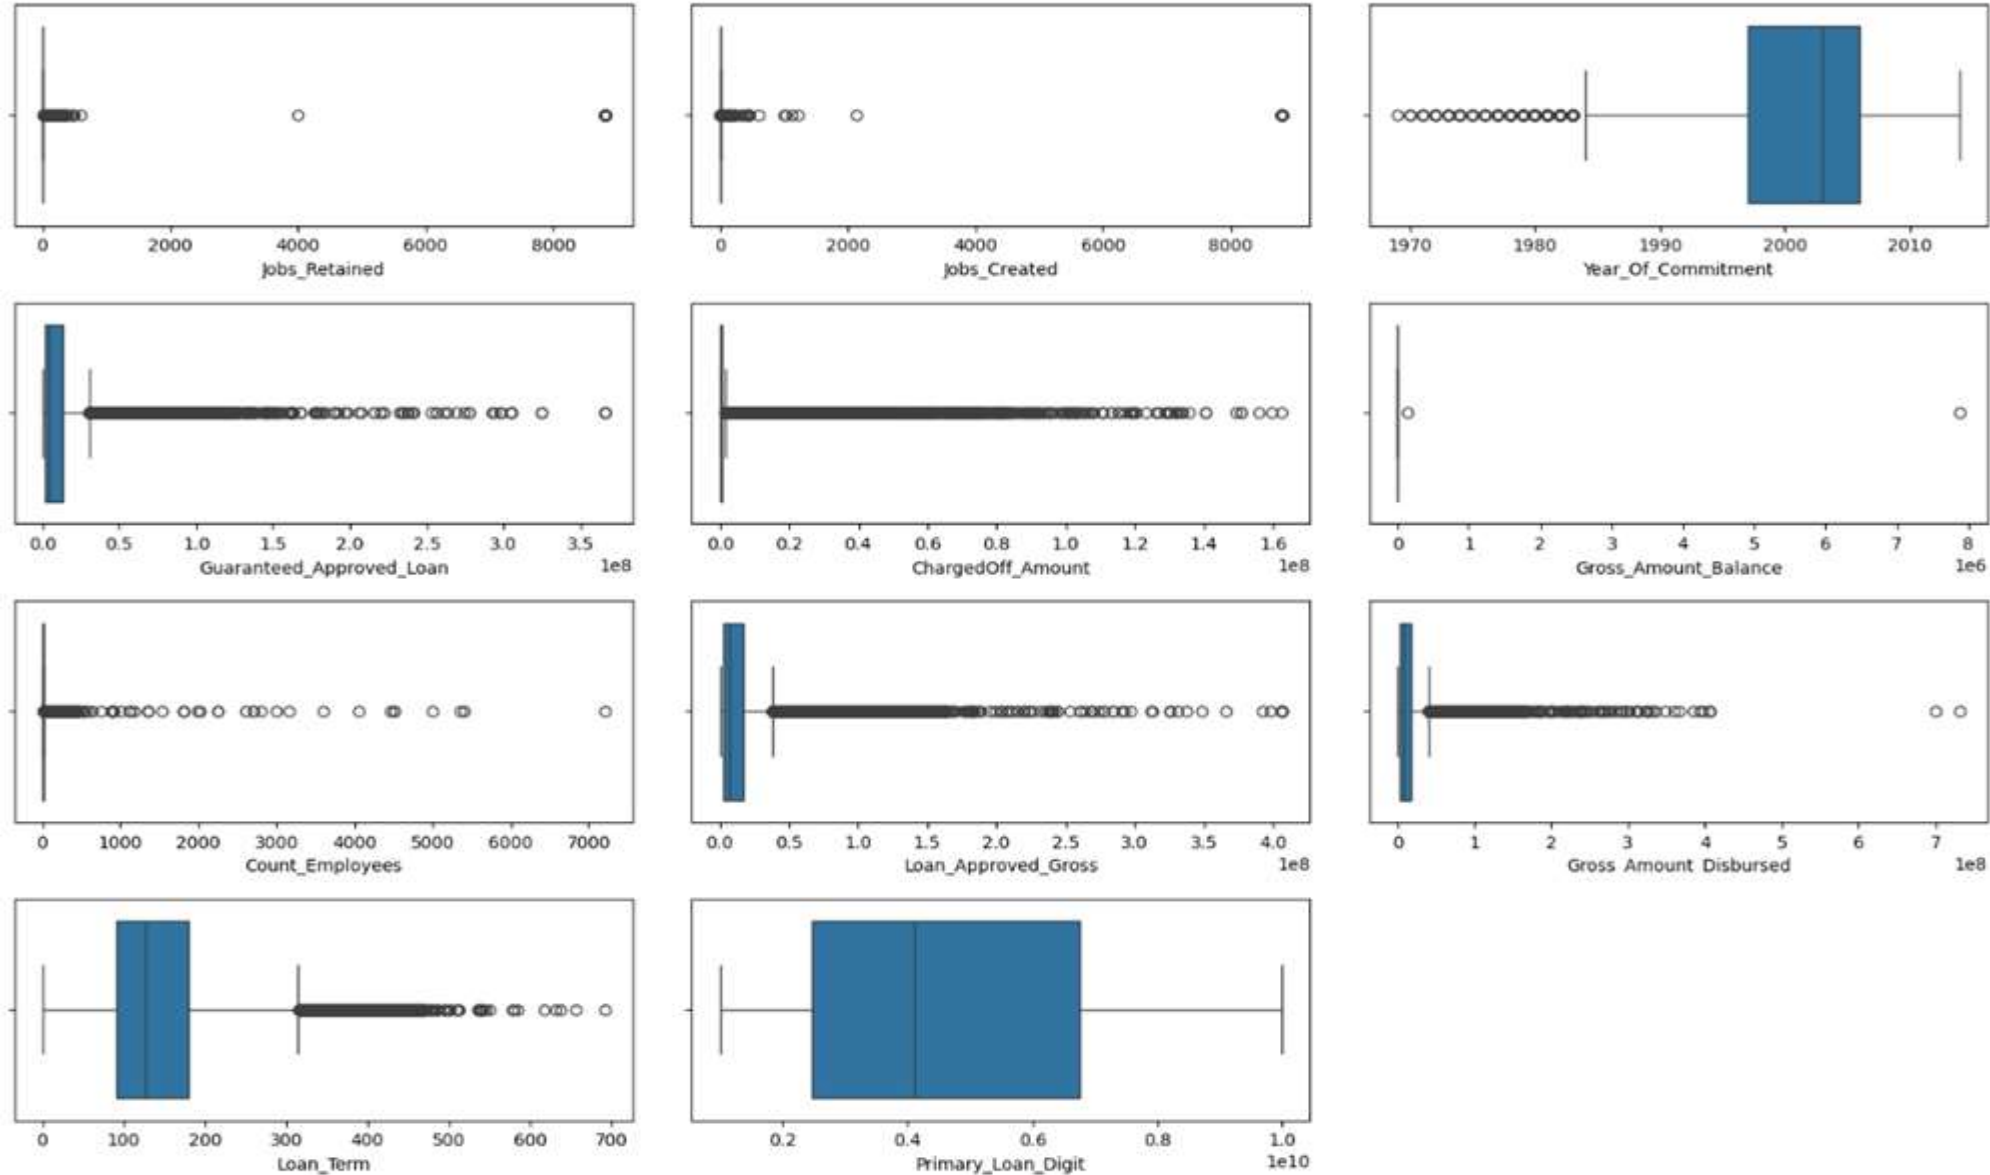 0 2000 4000 6000 8000
Jobs_Retained
0 2000 4000 6000 8000
Jobs_Created
1970 1980 1990 2000 2010
Year_Of_Commitment
0.0 0.5 1.0 1.5 2.0 2.5 3.0 3.5
Guaranteed_Approved_Loan 1e8
0.0 0.2 0.4 0.6 0.8 1.0 1.2 1.4 1.6
ChargedOff_Amount 1e8
0 1 2 3 4 5 6 7 8
Gross_Amount_Balance 1e6
0 1000 2000 3000 4000 5000 6000 7000
Count_Employees
0.0 0.5 1.0 1.5 2.0 2.5 3.0 3.5 4.0
Loan_Approved_Gross 1e8
0 1 2 3 4 5 6 7
Gross_Amount_Disbursed 1e8
0 100 200 300 400 500 600 700
Loan_Term
0.2 0.4 0.6 0.8 1.0
Primary_Loan_Digit 1e10